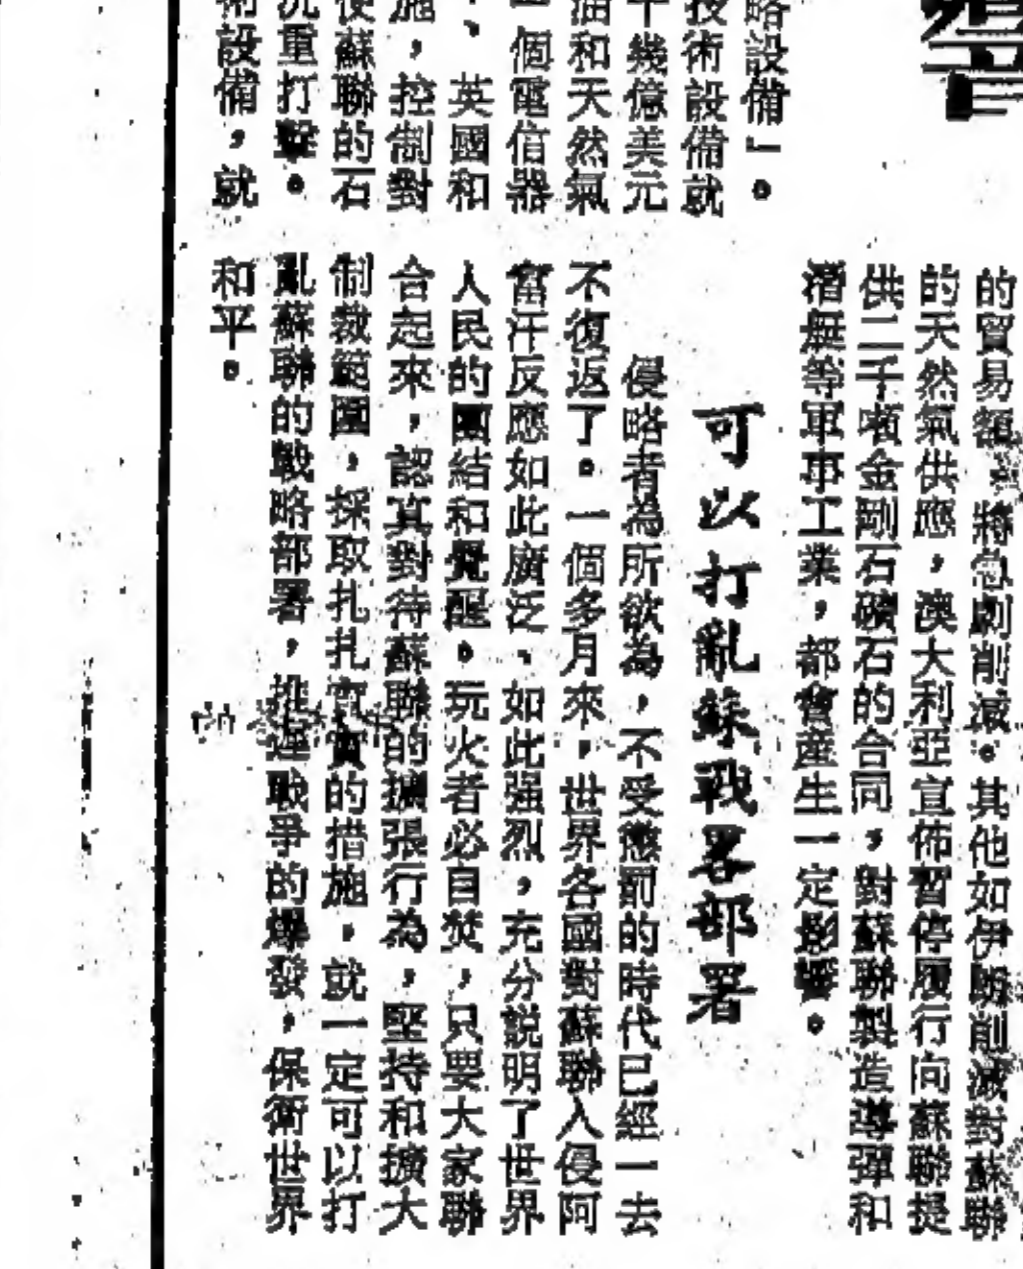 略設備」。
技術設備就
十幾億美元
油和天然氣
一個電信器
、英國和
施，控制對
使蘇聯的石
沉重打擊。
術設備，就
的貿易額，將急劇削減。其他如伊朗削減對蘇聯
的天然氣供應，澳大利亞宣佈暫停履行向蘇聯提
供二千噸金剛石礦石的合同，對蘇聯製造導彈和
潛艇等軍事工業，都會產生一定影響。
可以打亂蘇戰畧部署
侵略者為所欲為，不受懲罰的時代已經一去
不復返了。一個多月來，世界各國對蘇聯入侵阿
富汗反應如此廣泛、如此强烈，充分說明了世界
人民的團結和覺醒。玩火者必自焚，只要大家聯
合起來，認真對待蘇聯的擴張行為，堅持和擴大
制裁範圍，採取扎扎實實的措施，就一定可以打
亂蘇聯的戰略部署，推遲戰爭的爆發，保衛世界
和平。